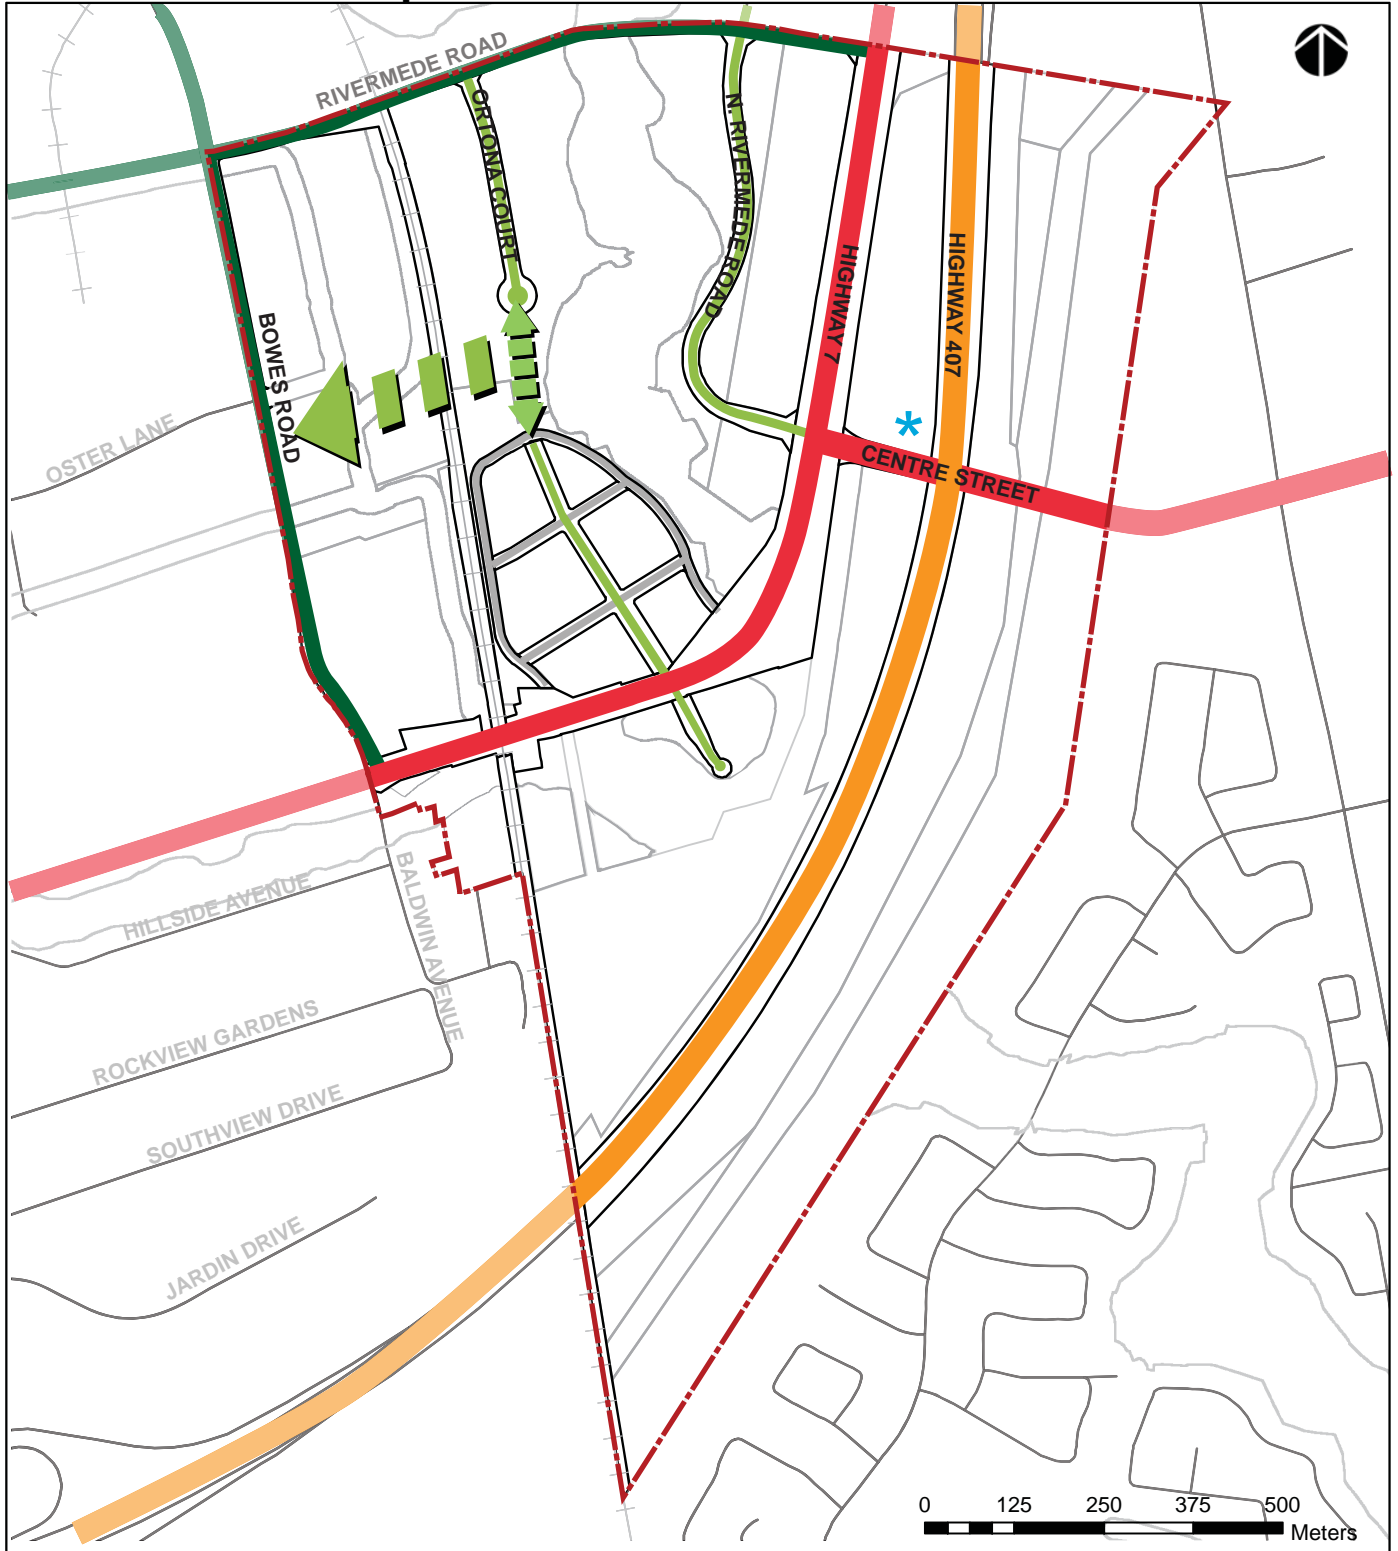 RIVERMEDE ROAD
ORTONA COURT
N. RIVERMEDE ROAD
HIGHWAY 7
HIGHWAY 407
BOWES ROAD
OSTER LANE
CENTRE STREET
HILLSIDE AVENUE
BALDWIN AVENUE
ROCKVIEW GARDENS
SOUTHVIEW DRIVE
JARDIN DRIVE
0 125 250 375 500
Meters